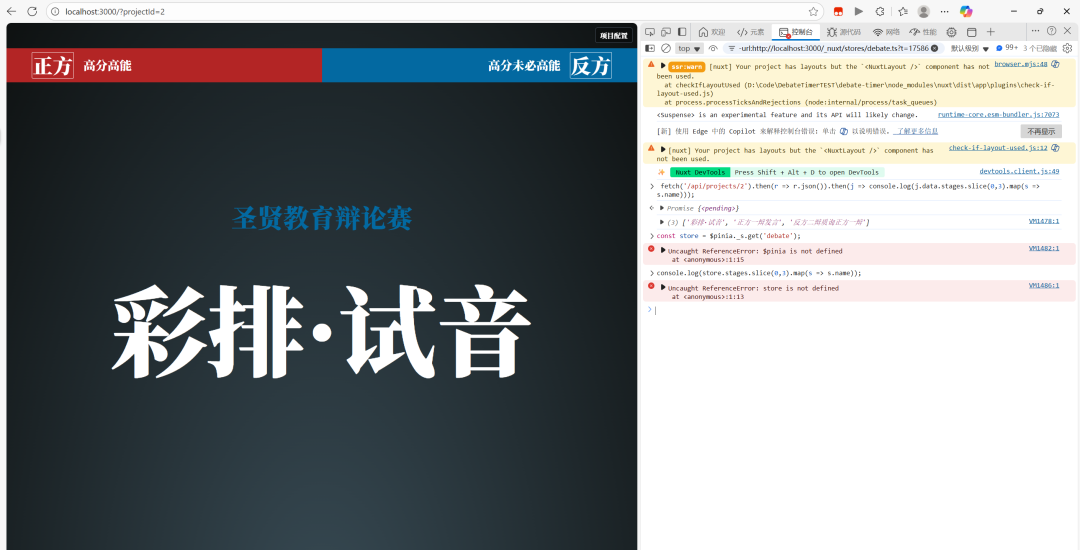 localhost:3000/?projectId=2
项目配置
正方 高分高能
高分未必高能 反方
圣贤教育辩论赛
彩排·试音
欢迎 元素 控制台 源代码 网络 性能
top -url:http://localhost:3000/_nuxt/stores/debate.ts?t=17586 默认级别 99+ 3 已隐藏
ssr:warn [nuxt] Your project has layouts but the `<NuxtLayout />` component has not browser.mjs:48
been used.
at checkIfLayoutUsed (D:\Code\DebateTimerTEST\debate-timer\node_modules\nuxt\dist\app\plugins\check-if-
layout-used.js)
at process.processTicksAndRejections (node:internal/process/task_queues)
<Suspense> is an experimental feature and its API will likely change. runtime-core.esm-bundler.js:7073
[新] 使用 Edge 中的 Copilot 来解释控制台错误: 单击 以说明错误。 了解更多信息 不再显示
[nuxt] Your project has layouts but the `<NuxtLayout />` component has check-if-layout-used.js:12
not been used.
Nuxt DevTools Press Shift + Alt + D to open DevTools devtools.client.js:49
fetch('/api/projects/2').then(r => r.json()).then(j => console.log(j.data.stages.slice(0,3).map(s =>
s.name)));
Promise {<pending>}
(3) ['彩排·试音', '正方一辩发言', '反方二辩质询正方一辩'] VM1478:1
const store = $pinia._s.get('debate');
Uncaught ReferenceError: $pinia is not defined VM1482:1
at <anonymous>:1:15
console.log(store.stages.slice(0,3).map(s => s.name));
Uncaught ReferenceError: store is not defined VM1486:1
at <anonymous>:1:13